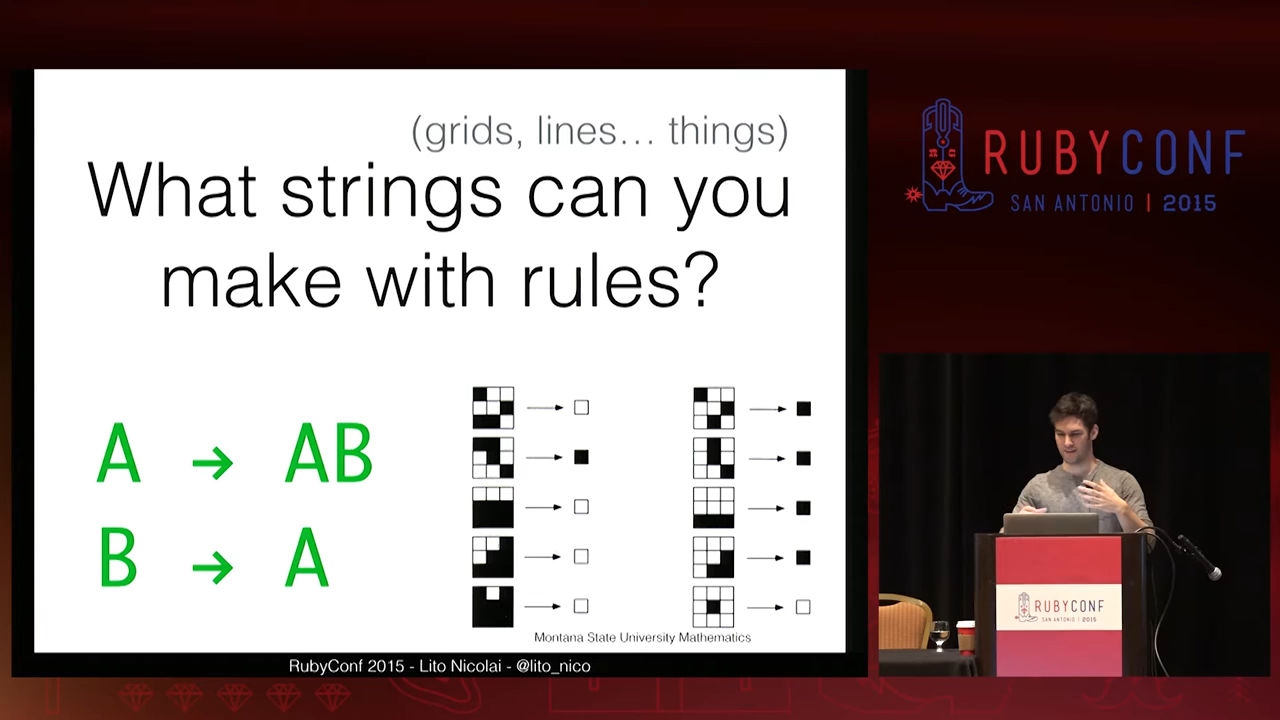 (grids, lines… things)
What strings can you
make with rules?
A → AB
B → A
Montana State University Mathematics
RubyConf 2015 - Lito Nicolai - @lito_nico
RUBYCONF
SAN ANTONIO | 2015
RUBYCONF
SAN ANTONIO | 2015